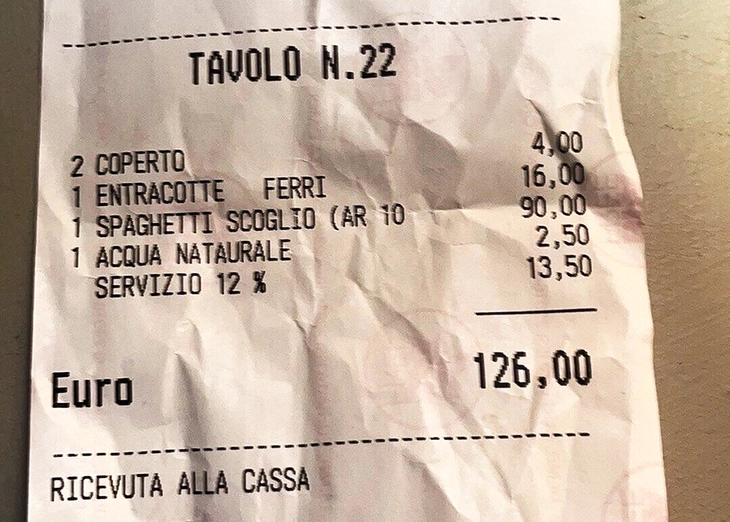 TAVOLO N.22
2 COPERTO 4,00
1 ENTRACOTTE FERRI 16,00
1 SPAGHETTI SCOGLIO (AR 10 90,00
1 ACQUA NATAURALE 2,50
SERVIZIO 12 % 13,50
Euro 126,00
RICEVUTA ALLA CASSA